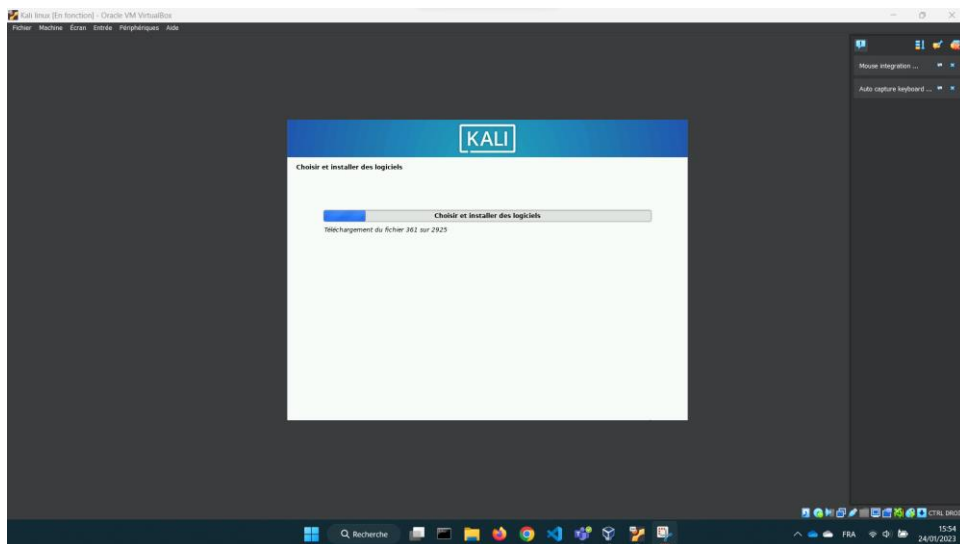 Kali linux [En fonction] - Oracle VM VirtualBox
Fichier Machine Écran Entrée Périphériques Aide
Mouse integration ...
Auto capture keyboard ...
KALI
Choisir et installer des logiciels
Choisir et installer des logiciels
Téléchargement du fichier 361 sur 2925
CTRL DROI
Recherche
FRA
15:54
24/01/2023